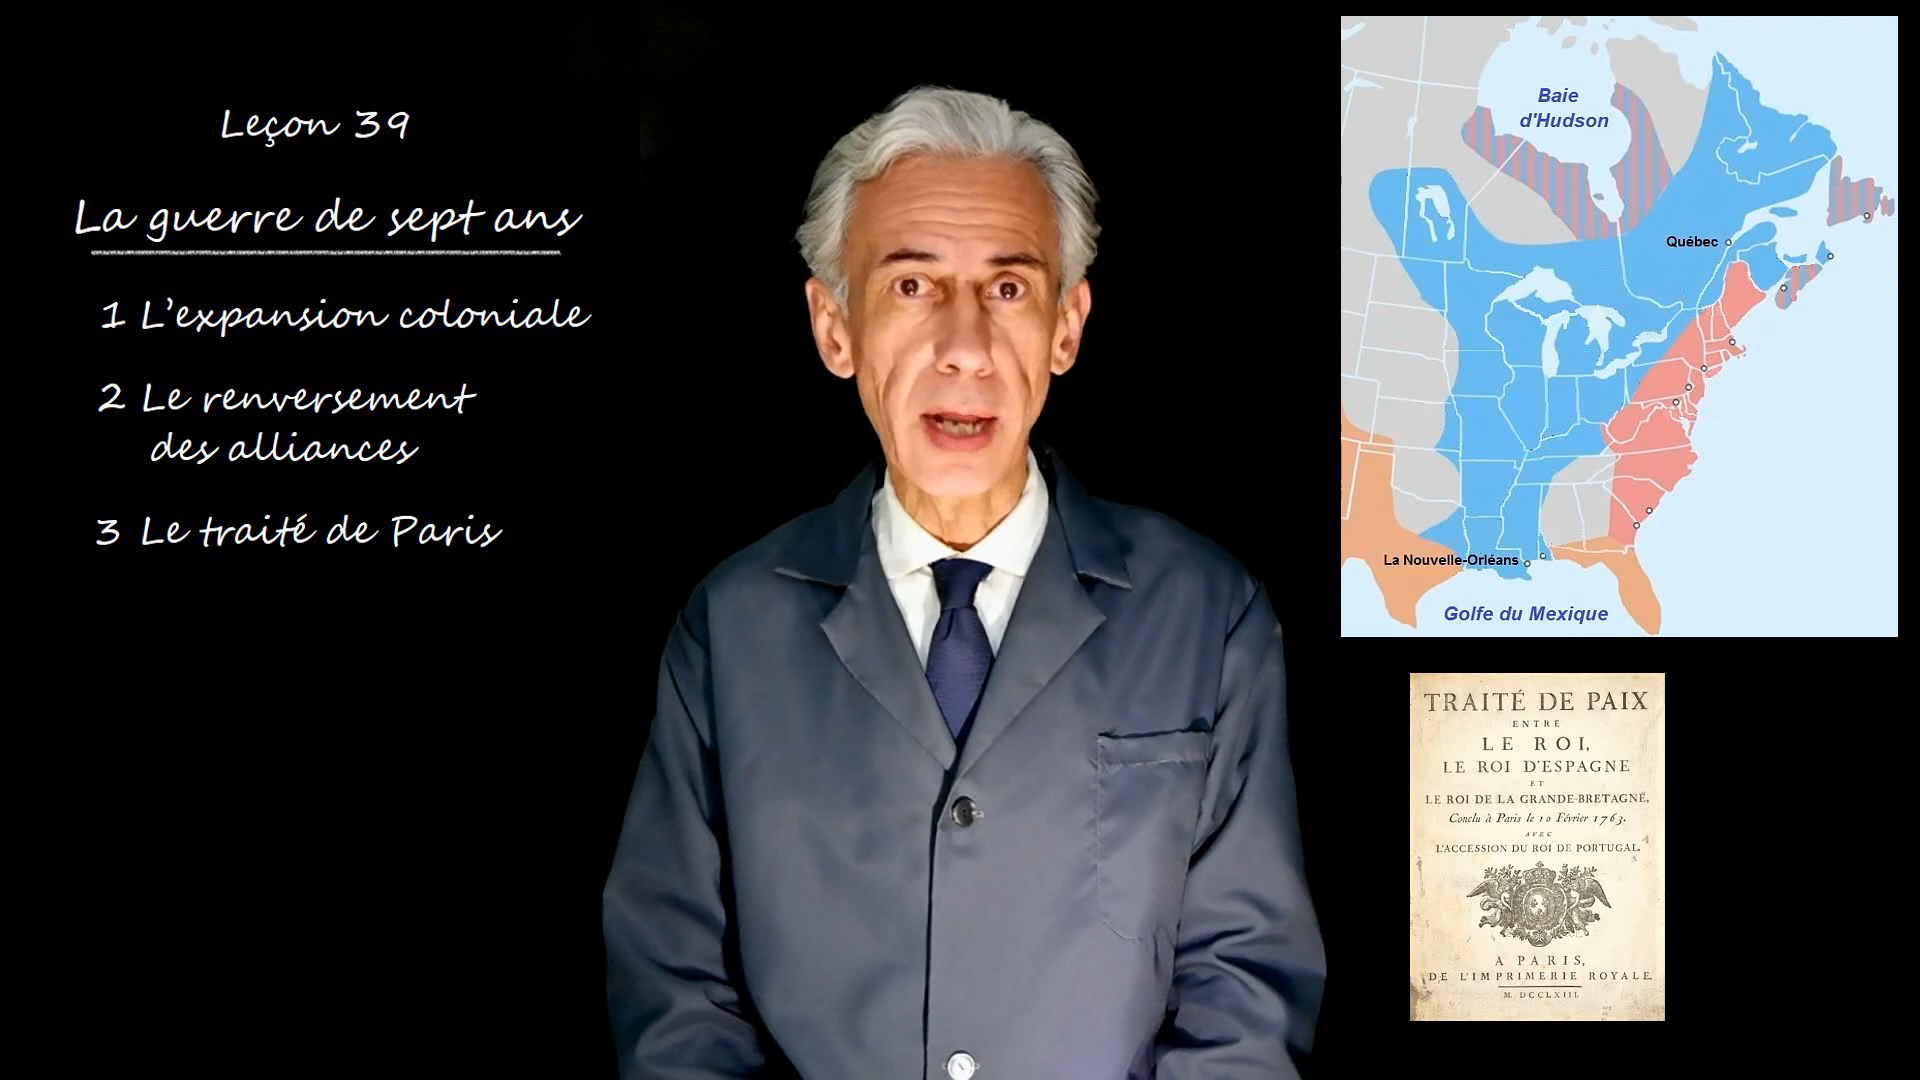 Leçon 39
La guerre de sept ans
1 L'expansion coloniale
2 Le renversement
des alliances
3 Le traité de Paris
Baie
d'Hudson
Québec
La Nouvelle-Orléans
Golfe du Mexique
TRAITÉ DE PAIX
ENTRE
LE ROI,
LE ROI D'ESPAGNE
ET
LE ROI DE LA GRANDE-BRETAGNE,
Conclu à Paris le 10 Février 1763.
AVEC
L'ACCESSION DU ROI DE PORTUGAL.
A PARIS,
DE L'IMPRIMERIE ROYALE.
M. DCCLXIII.